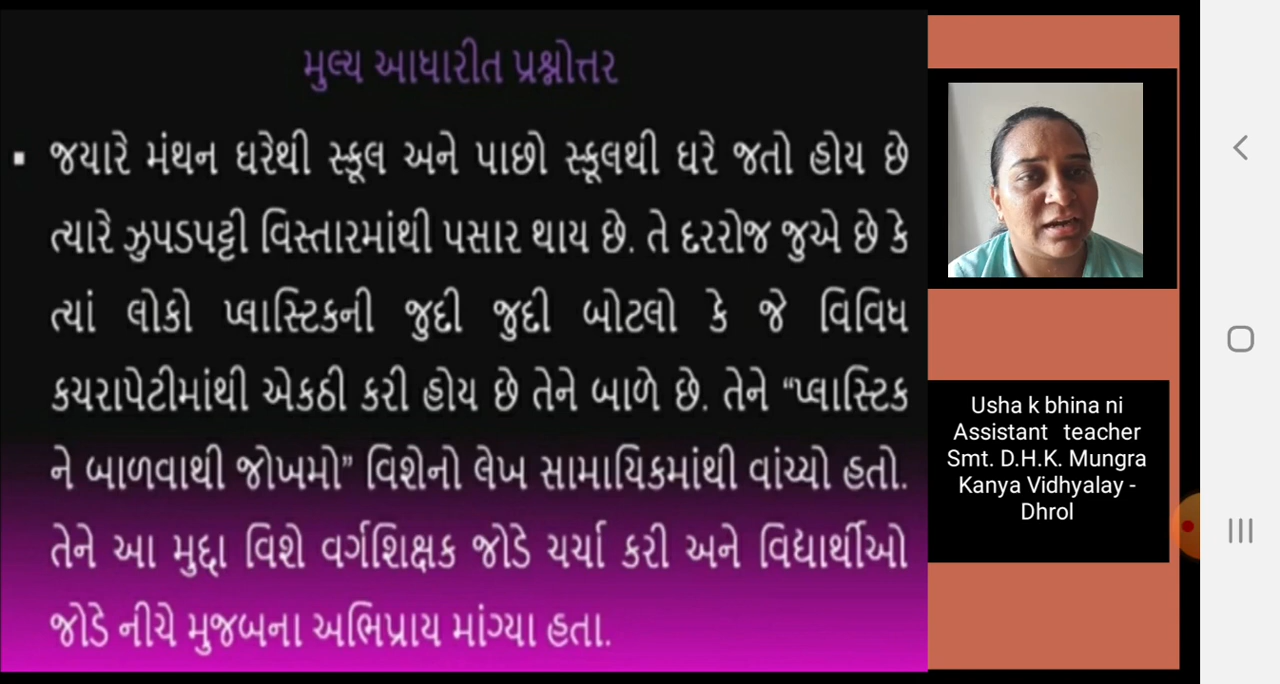 મુલ્ય આધારીત પ્રશ્નોત્તર
▪ જયારે મંથન ઘરેથી સ્કૂલ અને પાછો સ્કૂલથી ઘરે જતો હોય છે
ત્યારે ઝુપડપટ્ટી વિસ્તારમાંથી પસાર થાય છે. તે દરરોજ જુએ છે કે
ત્યાં લોકો પ્લાસ્ટિકની જુદી જુદી બોટલો કે જે વિવિધ
કચરાપેટીમાંથી એકઠી કરી હોય છે તેને બાળે છે. તેને “પ્લાસ્ટિક
ને બાળવાથી જોખમો” વિશેનો લેખ સામાયિકમાંથી વાંચ્યો હતો.
તેને આ મુદ્દા વિશે વર્ગશિક્ષક જોડે ચર્ચા કરી અને વિદ્યાર્થીઓ
જોડે નીચે મુજબના અભિપ્રાય માંગ્યા હતા.
Usha k bhina ni
Assistant teacher
Smt. D.H.K. Mungra
Kanya Vidhyalay -
Dhrol